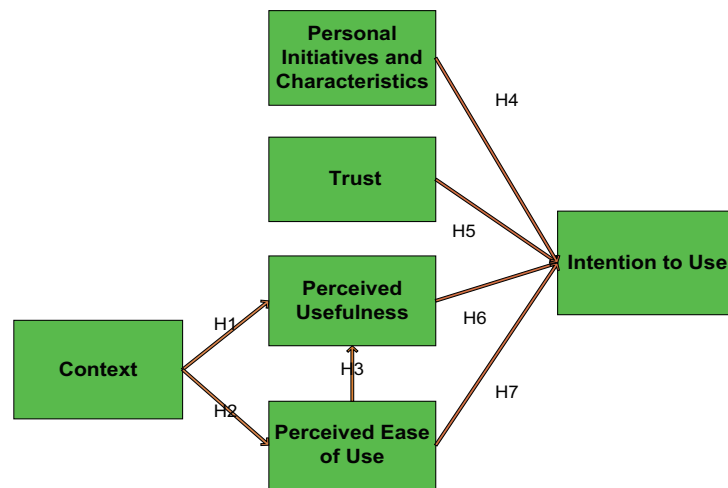 Personal
Initiatives and
Characteristics
H4
Trust
H5
Intention to Use
Perceived
Usefulness
H1
H6
Context
H3
H2
H7
Perceived Ease
of Use